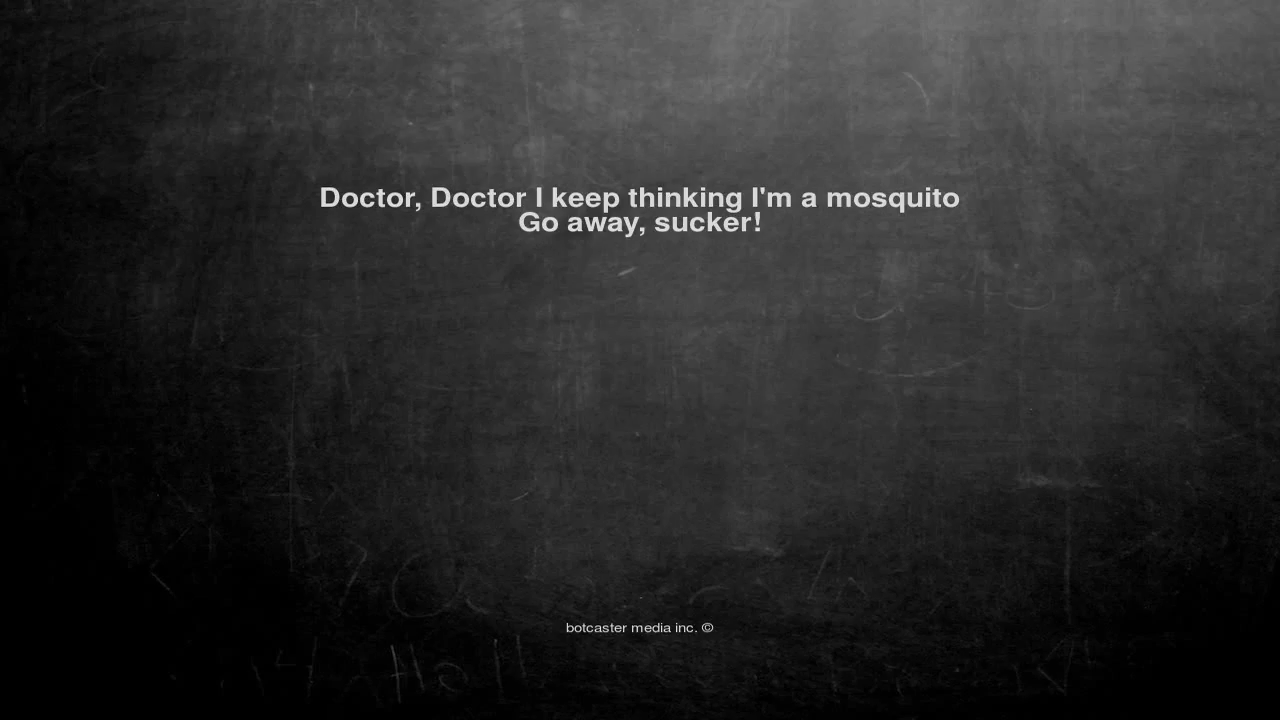 Doctor, Doctor I keep thinking I'm a mosquito
Go away, sucker!
botcaster media inc. ©